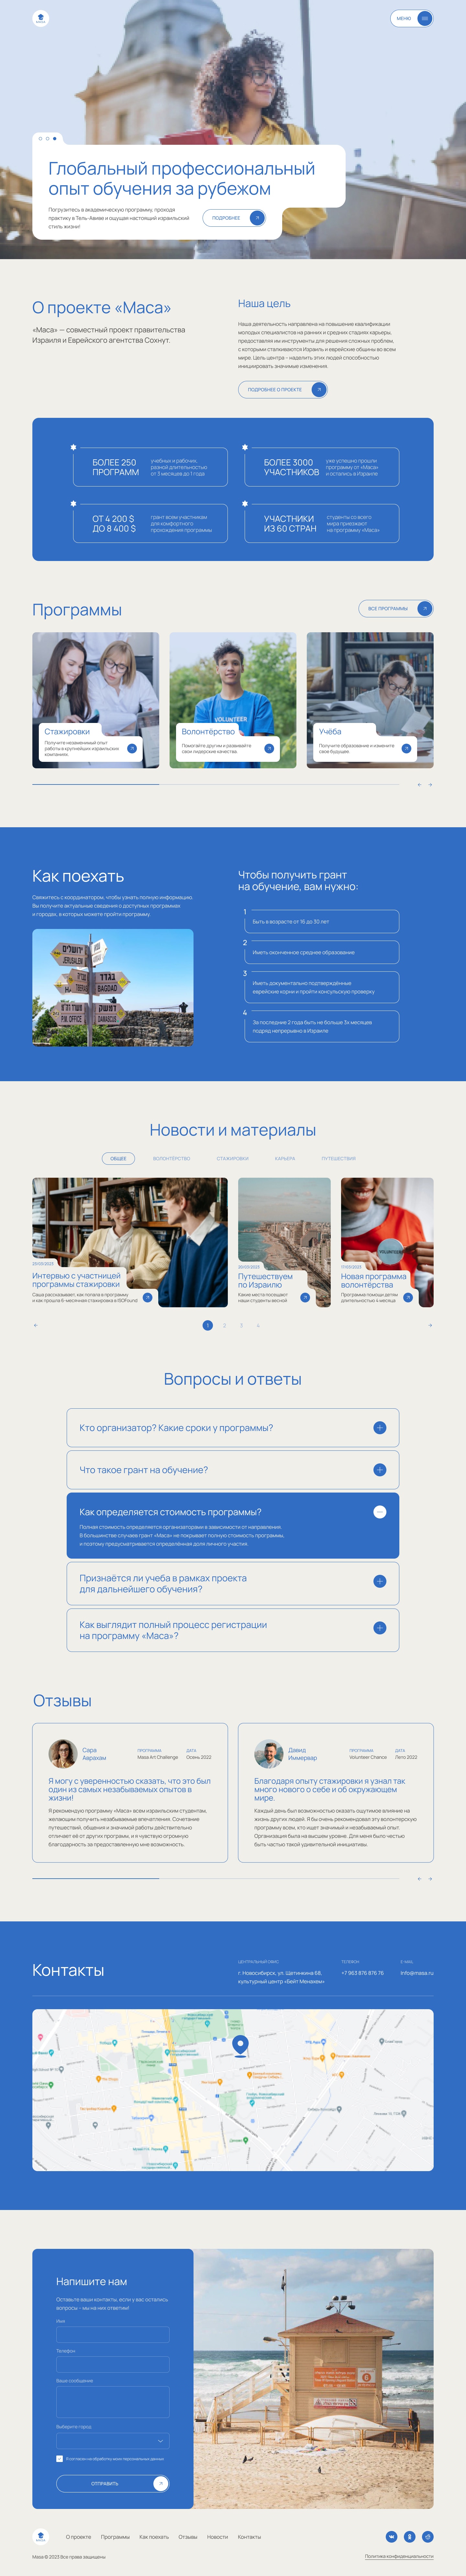 МЕНЮ
Глобальный профессиональный
опыт обучения за рубежом
Погрузитесь в академическую программу, проходя
практику в Тель-Авиве и ощущая настоящий израильский
стиль жизни!
ПОДРОБНЕЕ
О проекте «Маса»
«Маса» — совместный проект правительства
Израиля и Еврейского агентства Сохнут.
Наша цель
Наша деятельность направлена на повышение квалификации
молодых специалистов на ранних и средних стадиях карьеры,
предоставляя им инструменты для решения сложных проблем,
с которыми сталкиваются Израиль и еврейские общины во всем
мире. Цель центра - наделить этих людей способностью
инициировать значимые изменения.
ПОДРОБНЕЕ О ПРОЕКТЕ
БОЛЕЕ 250
ПРОГРАММ
учебных и рабочих,
разной длительностью
от 3 месяцев до 1 года
БОЛЕЕ 3000
УЧАСТНИКОВ
уже успешно прошли
программу от «Маса»
и остались в Израиле
ОТ 4 200 $
ДО 8 400 $
грант всем участникам
для комфортного
прохождения программы
УЧАСТНИКИ
ИЗ 60 СТРАН
студенты со всего
мира приезжают
на программу «Маса»
Программы
ВСЕ ПРОГРАММЫ
VOLUNTEER
Стажировки
Получите незаменимый опыт
работы в крупнейших израильских
компаниях.
Волонтёрство
Помогайте другим и развивайте
свои лидерские качества.
Учёба
Получите образование и измените
свое будущее.
Как поехать
Свяжитесь с координатором, чтобы узнать полную информацию.
Вы получите актуальные сведения о доступных программах
и городах, в которых можете пройти программу.
ירושלים
JERUSALEM
בגדד
BAGDAD
דמשק
DAMASCUS
P.M. OFFICE
Чтобы получить грант
на обучение, вам нужно:
1
Быть в возрасте от 16 до 30 лет
2
Иметь оконченное среднее образование
3
Иметь документально подтверждённые
еврейские корни и пройти консульскую проверку
4
За последние 2 года быть не больше 3х месяцев
подряд непрерывно в Израиле
Новости и материалы
ОБЩЕЕ
ВОЛОНТЁРСТВО
СТАЖИРОВКИ
КАРЬЕРА
ПУТЕШЕСТВИЯ
Интервью с участницей
программы стажировки
Саша рассказывает, как попала в программу
и как прошла 6-месячная стажировка в ISOFound
Путешествуем
по Израилю
Какие места посещают
наши студенты весной
VOLUNTEER
Новая программа
волонтёрства
Программа помощи детям
длительностью 4 месяца
1 2 3 4
Вопросы и ответы
Кто организатор? Какие сроки у программы?
Что такое грант на обучение?
Как определяется стоимость программы?
Полная стоимость определяется организаторами в зависимости от направления.
В большинстве случаев грант «Маса» не покрывает полную стоимость программы,
и поэтому предусматривается определённая доля личного участия.
Признаётся ли учеба в рамках проекта
для дальнейшего обучения?
Как выглядит полный процесс регистрации
на программу «Маса»?
Отзывы
Сара
Аврахам
ПРОГРАММА
Masa Art Challenge
ДАТА
Осень 2022
Я могу с уверенностью сказать, что это был
один из самых незабываемых опытов в
жизни!
Я рекомендую программу «Маса» всем израильским студентам,
желающим получить незабываемые впечатления. Сочетание
путешествий, общения и значимой работы действительно
отличает её от других программ, и я чувствую огромную
благодарность за предоставленную мне возможность.
Давид
Иммервар
ПРОГРАММА
Volunteer Chance
ДАТА
Лето 2022
Благодаря опыту стажировки я узнал так
много нового о себе и об окружающем
мире.
Каждый день был возможностью оказать ощутимое влияние на
жизнь других людей. Я бы очень рекомендовал эту волонтерскую
программу всем, кто ищет значимый и незабываемый опыт.
Организация была на высшем уровне. Для меня было честью
быть частью такой удивительной инициативы.
Контакты
ЦЕНТРАЛЬНЫЙ ОФИС
г. Новосибирск, ул. Щетинкина 68,
культурный центр «Бейт Менахем»
ТЕЛЕФОН
+7 963 876 876 76
E-MAIL
Info@masa.ru
Напишите нам
Оставьте ваши контакты, если у вас остались
вопросы - мы на них ответим!
Имя
Телефон
Ваше сообщение
Выберите город
Я согласен на обработку моих персональных данных
ОТПРАВИТЬ
О проекте
Программы
Как поехать
Отзывы
Новости
Контакты
Маса © 2023 Все права защищены
Политика конфиденциальности